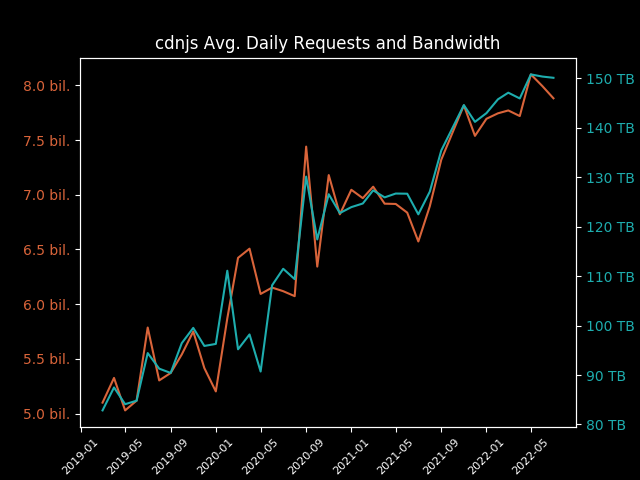 cdnjs Avg. Daily Requests and Bandwidth
8.0 bil.
7.5 bil.
7.0 bil.
6.5 bil.
6.0 bil.
5.5 bil.
5.0 bil.
150 TB
140 TB
130 TB
120 TB
110 TB
100 TB
90 TB
80 TB
2019-01
2019-05
2019-09
2020-01
2020-05
2020-09
2021-01
2021-05
2021-09
2022-01
2022-05